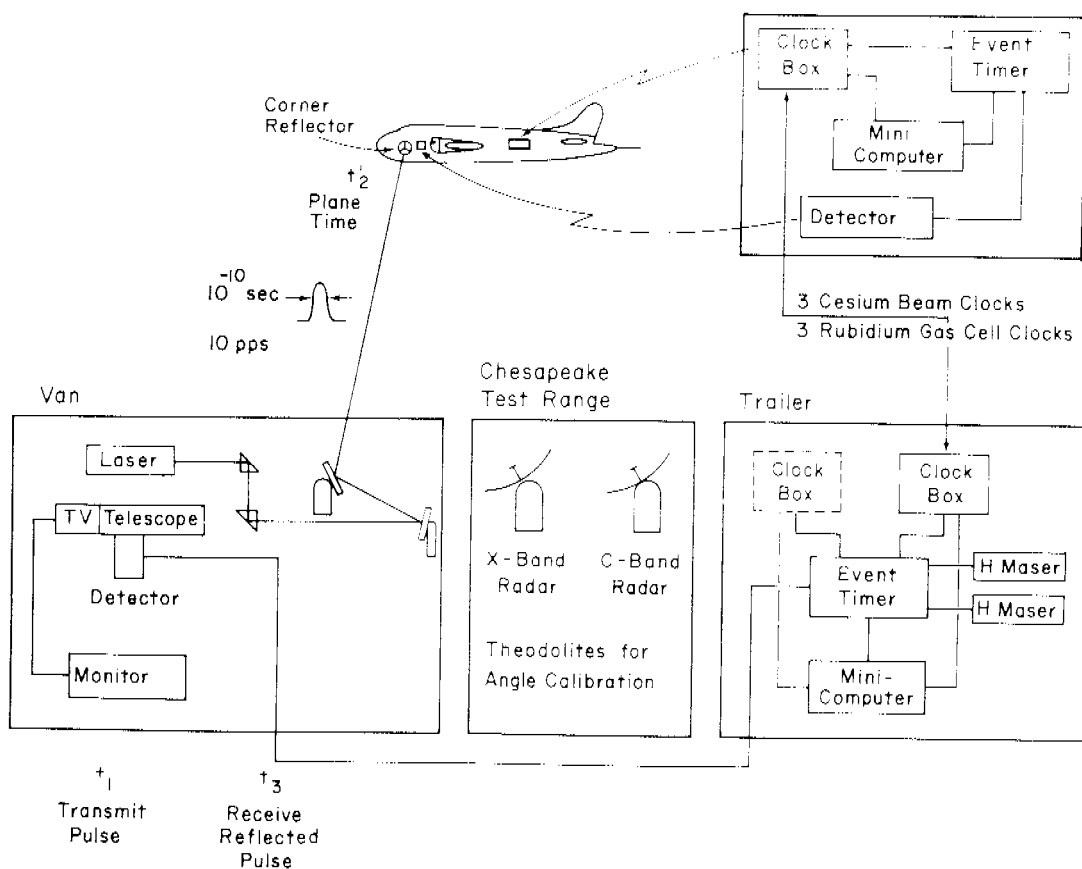 Clock
Box
Event
Timer
Mini
Computer
Detector
Corner
Reflector
t'2
Plane
Time
10^-10 sec
10 pps
3 Cesium Beam Clocks
3 Rubidium Gas Cell Clocks
Van
Laser
TV Telescope
Detector
Monitor
Chesapeake
Test Range
X-Band
Radar
C-Band
Radar
Theodolites for
Angle Calibration
Trailer
Clock
Box
Clock
Box
Event
Timer
H Maser
H Maser
Mini-
Computer
t1
Transmit
Pulse
t3
Receive
Reflected
Pulse